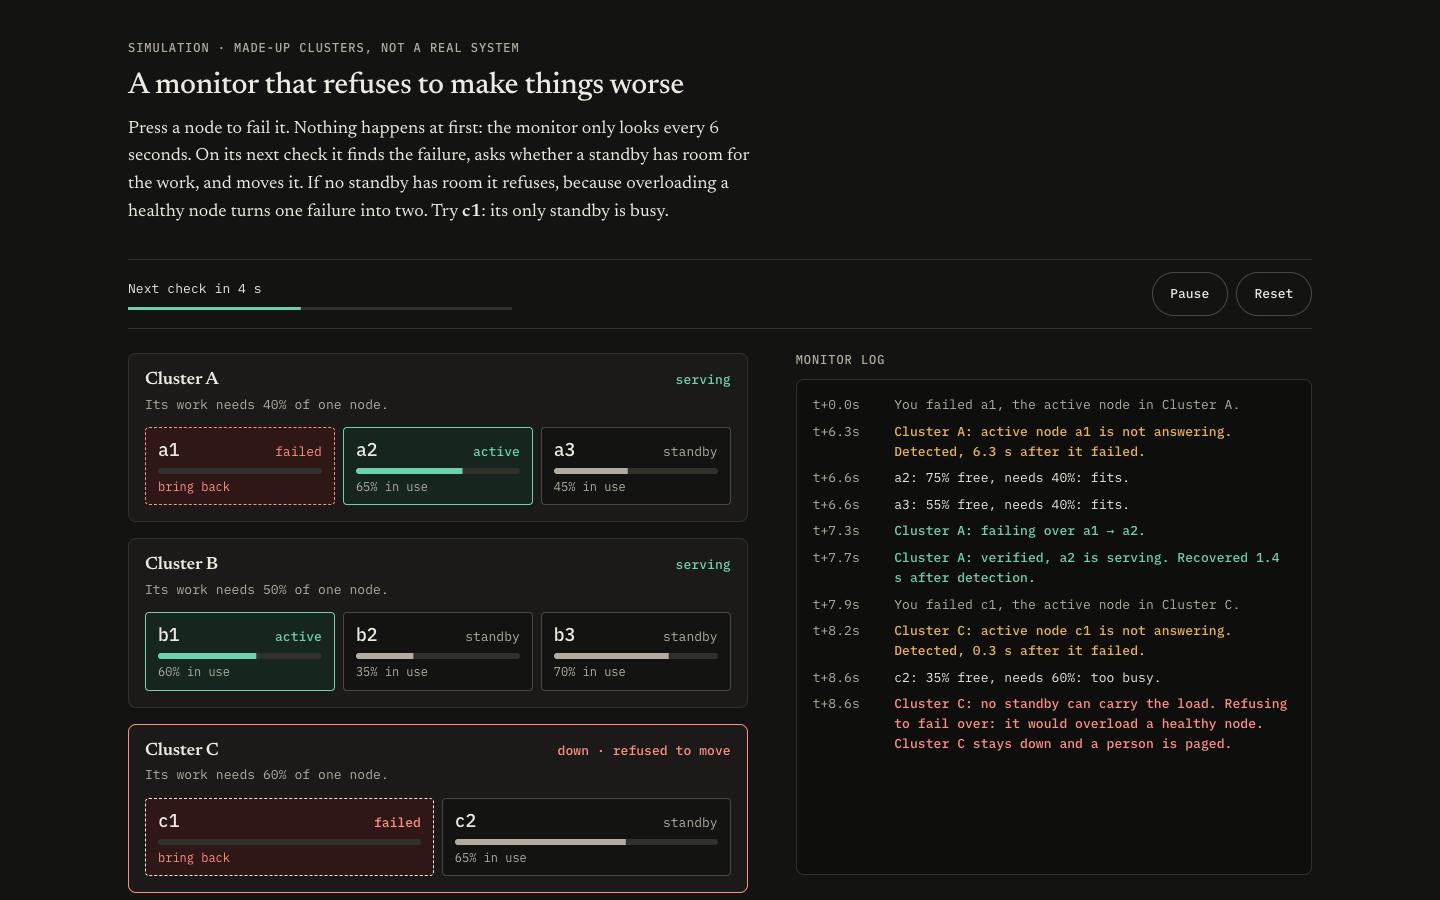 SIMULATION · MADE-UP CLUSTERS, NOT A REAL SYSTEM
A monitor that refuses to make things worse
Press a node to fail it. Nothing happens at first: the monitor only looks every 6
seconds. On its next check it finds the failure, asks whether a standby has room for
the work, and moves it. If no standby has room it refuses, because overloading a
healthy node turns one failure into two. Try c1: its only standby is busy.
Next check in 4 s
Pause
Reset
Cluster A
serving
Its work needs 40% of one node.
a1
failed
bring back
a2
active
65% in use
a3
standby
45% in use
Cluster B
serving
Its work needs 50% of one node.
b1
active
60% in use
b2
standby
35% in use
b3
standby
70% in use
Cluster C
down · refused to move
Its work needs 60% of one node.
c1
failed
bring back
c2
standby
65% in use
MONITOR LOG
t+0.0s You failed a1, the active node in Cluster A.
t+6.3s Cluster A: active node a1 is not answering.
Detected, 6.3 s after it failed.
t+6.6s a2: 75% free, needs 40%: fits.
t+6.6s a3: 55% free, needs 40%: fits.
t+7.3s Cluster A: failing over a1 → a2.
t+7.7s Cluster A: verified, a2 is serving. Recovered 1.4
s after detection.
t+7.9s You failed c1, the active node in Cluster C.
t+8.2s Cluster C: active node c1 is not answering.
Detected, 0.3 s after it failed.
t+8.6s c2: 35% free, needs 60%: too busy.
t+8.6s Cluster C: no standby can carry the load. Refusing
to fail over: it would overload a healthy node.
Cluster C stays down and a person is paged.